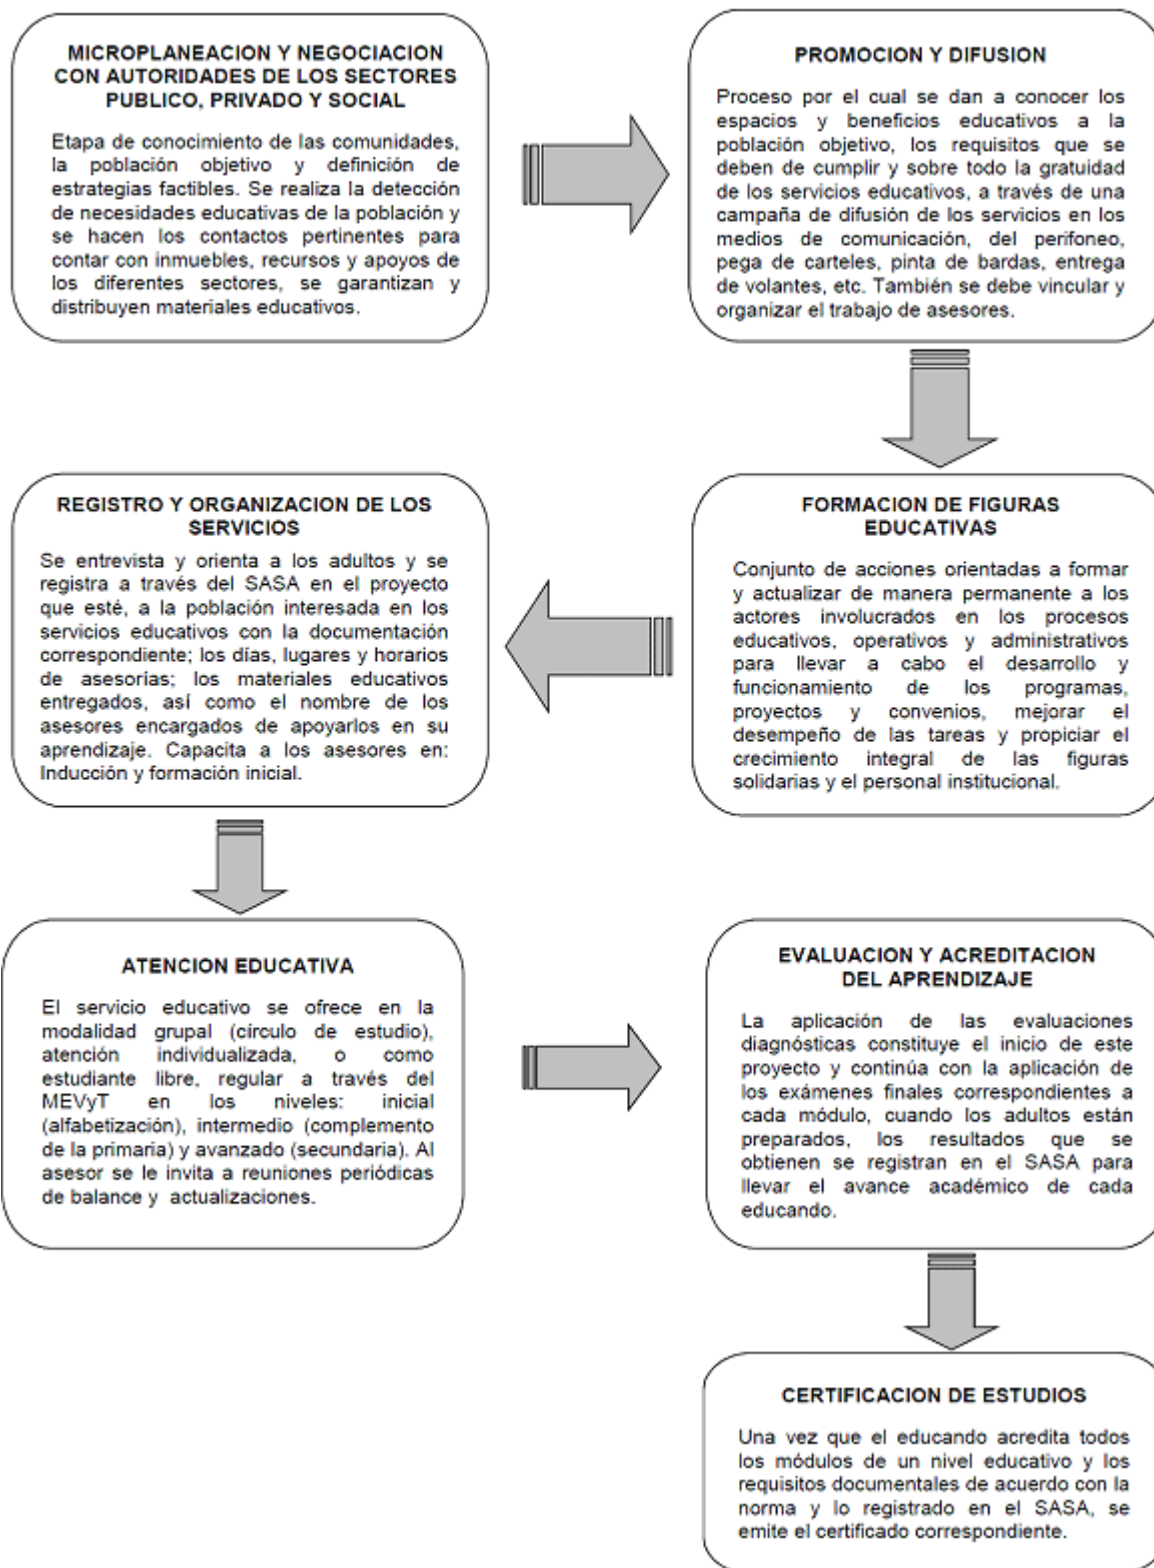 MICROPLANEACION Y NEGOCIACION
CON AUTORIDADES DE LOS SECTORES
PUBLICO, PRIVADO Y SOCIAL
Etapa de conocimiento de las comunidades,
la población objetivo y definición de
estrategias factibles. Se realiza la detección
de necesidades educativas de la población y
se hacen los contactos pertinentes para
contar con inmuebles, recursos y apoyos de
los diferentes sectores, se garantizan y
distribuyen materiales educativos.
PROMOCION Y DIFUSION
Proceso por el cual se dan a conocer los
espacios y beneficios educativos a la
población objetivo, los requisitos que se
deben de cumplir y sobre todo la gratuidad
de los servicios educativos, a través de una
campaña de difusión de los servicios en los
medios de comunicación, del perifoneo,
pega de carteles, pinta de bardas, entrega
de volantes, etc. También se debe vincular y
organizar el trabajo de asesores.
FORMACION DE FIGURAS
EDUCATIVAS
Conjunto de acciones orientadas a formar
y actualizar de manera permanente a los
actores involucrados en los procesos
educativos, operativos y administrativos
para llevar a cabo el desarrollo y
funcionamiento de los programas,
proyectos y convenios, mejorar el
desempeño de las tareas y propiciar el
crecimiento integral de las figuras
solidarias y el personal institucional.
REGISTRO Y ORGANIZACION DE LOS
SERVICIOS
Se entrevista y orienta a los adultos y se
registra a través del SASA en el proyecto
que esté, a la población interesada en los
servicios educativos con la documentación
correspondiente; los días, lugares y horarios
de asesorías; los materiales educativos
entregados, así como el nombre de los
asesores encargados de apoyarlos en su
aprendizaje. Capacita a los asesores en:
Inducción y formación inicial.
ATENCION EDUCATIVA
El servicio educativo se ofrece en la
modalidad grupal (círculo de estudio),
atención individualizada, o como
estudiante libre, regular a través del
MEVyT en los niveles: inicial
(alfabetización), intermedio (complemento
de la primaria) y avanzado (secundaria). Al
asesor se le invita a reuniones periódicas
de balance y actualizaciones.
EVALUACION Y ACREDITACION
DEL APRENDIZAJE
La aplicación de las evaluaciones
diagnósticas constituye el inicio de este
proyecto y continúa con la aplicación de
los exámenes finales correspondientes a
cada módulo, cuando los adultos están
preparados, los resultados que se
obtienen se registran en el SASA para
llevar el avance académico de cada
educando.
CERTIFICACION DE ESTUDIOS
Una vez que el educando acredita todos
los módulos de un nivel educativo y los
requisitos documentales de acuerdo con la
norma y lo registrado en el SASA, se
emite el certificado correspondiente.